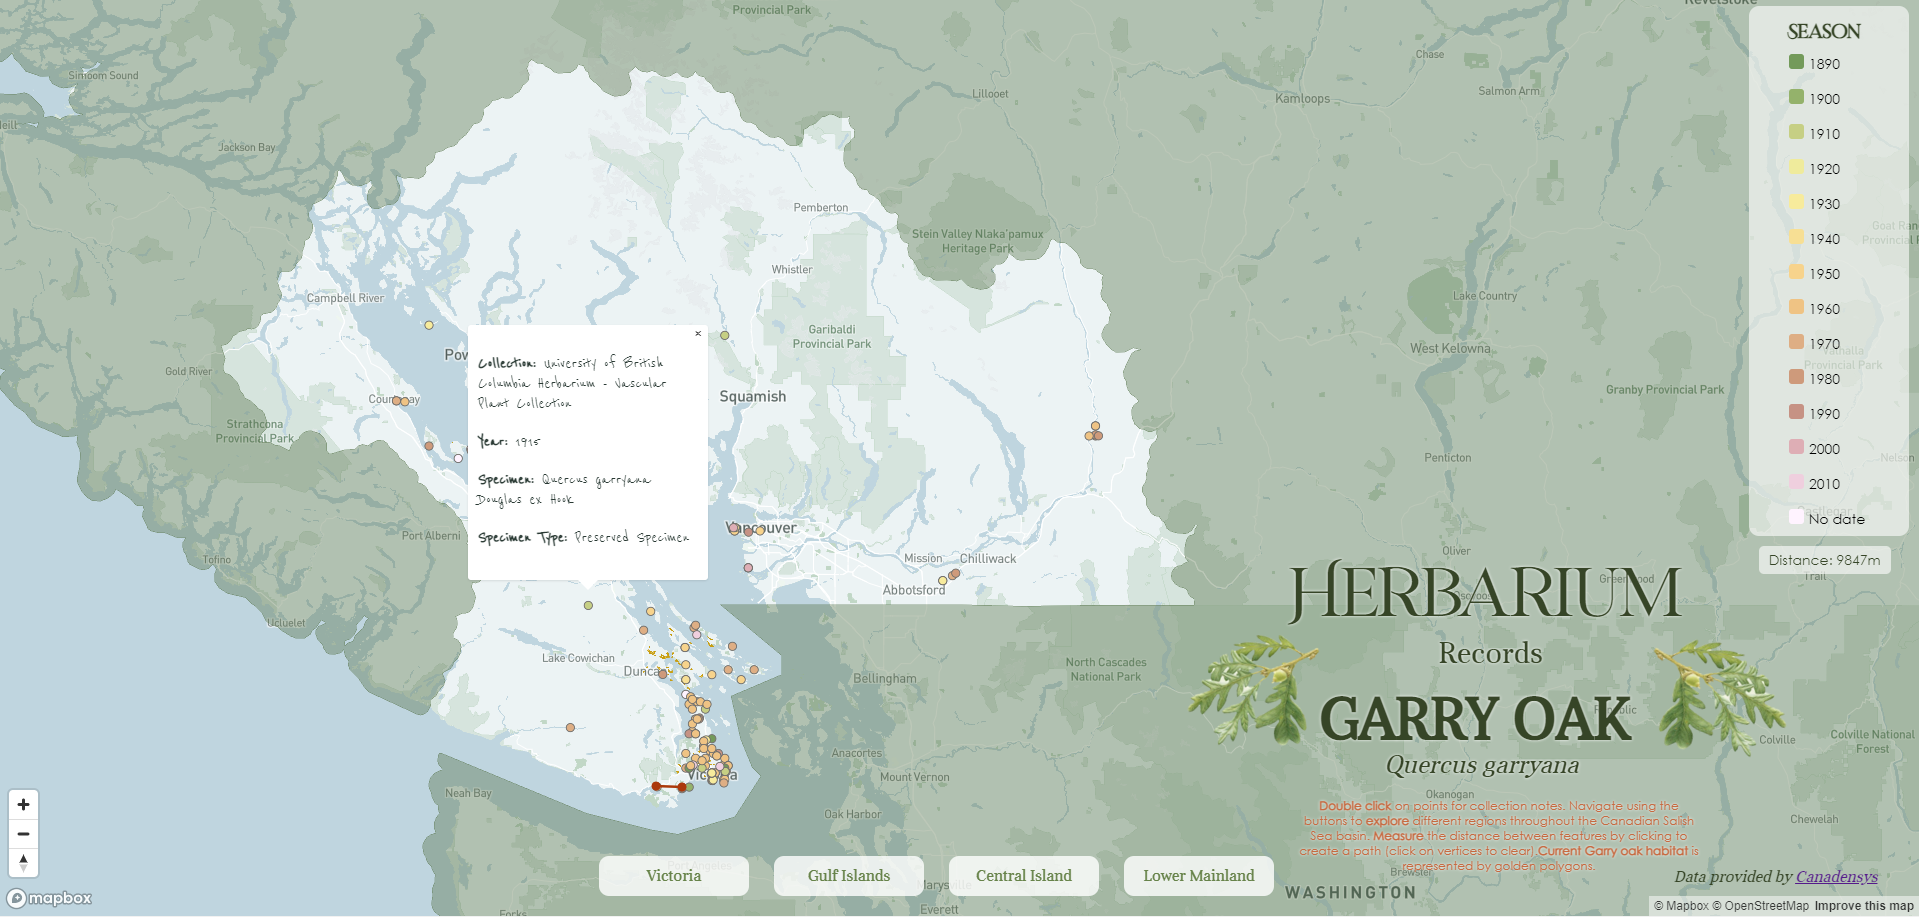 Provincial Park
Revelstoke
Simoom Sound
Chase
Lillooet
Salmon Arm
Kamloops
Jackson Bay
Pemberton
Stein Valley Nlaka'pamux
Heritage Park
Whistler
Campbell River
Lake Country
Garibaldi
Provincial Park
West Kelowna
Gold River
Granby Provincial Park
Squamish
Strathcona
Provincial Park
Penticton
Port Alberni
Vancouver
Mission
Chilliwack
Abbotsford
Tofino
Oliver
Ucluelet
Lake Cowichan
Duncan
North Cascades
National Park
Bellingham
Anacortes
Mount Vernon
Colville
Colville National
Forest
Neah Bay
Victoria
Oak Harbor
Okanogan
Chewelah
Port Angeles
Marysville
Everett
Forks
Brewster
WASHINGTON
×
Collection: University of British
Columbia Herbarium - Vascular
Plant Collection
Year: 1915
Specimen: Quercus garryana
Douglas ex Hook
Specimen Type: Preserved Specimen
SEASON
1890
1900
1910
1920
1930
1940
1950
1960
1970
1980
1990
2000
2010
No date
Nelson
Castlegar
Trail
Distance: 9847m
HERBARIUM
Records
GARRY OAK
Quercus garryana
Double click on points for collection notes. Navigate using the
buttons to explore different regions throughout the Canadian Salish
Sea basin. Measure the distance between features by clicking to
create a path (click on vertices to clear).Current Garry oak habitat is
represented by golden polygons.
Victoria
Gulf Islands
Central Island
Lower Mainland
Data provided by Canadensys
mapbox
© Mapbox © OpenStreetMap Improve this map